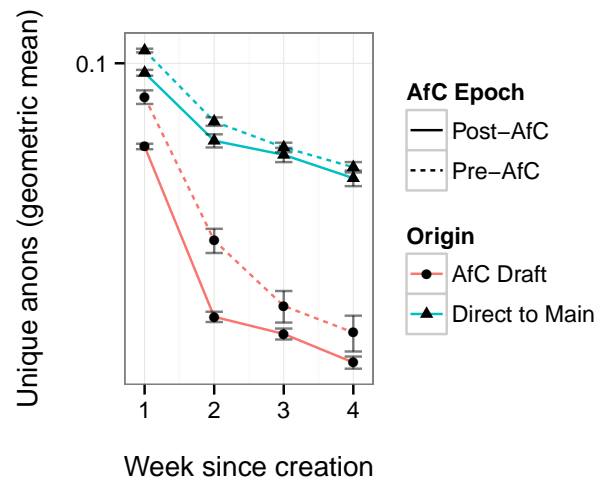 Unique anons (geometric mean)
0.1
1 2 3 4
Week since creation
AfC Epoch
Post−AfC
Pre−AfC
Origin
AfC Draft
Direct to Main